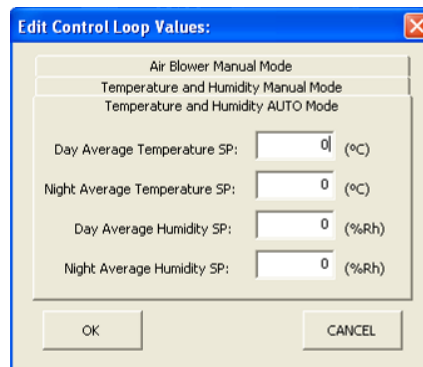 Edit Control Loop Values:
Air Blower Manual Mode
Temperature and Humidity Manual Mode
Temperature and Humidity AUTO Mode
Day Average Temperature SP: 0 (ºC)
Night Average Temperature SP: 0 (ºC)
Day Average Humidity SP: 0 (%Rh)
Night Average Humidity SP: 0 (%Rh)
OK CANCEL